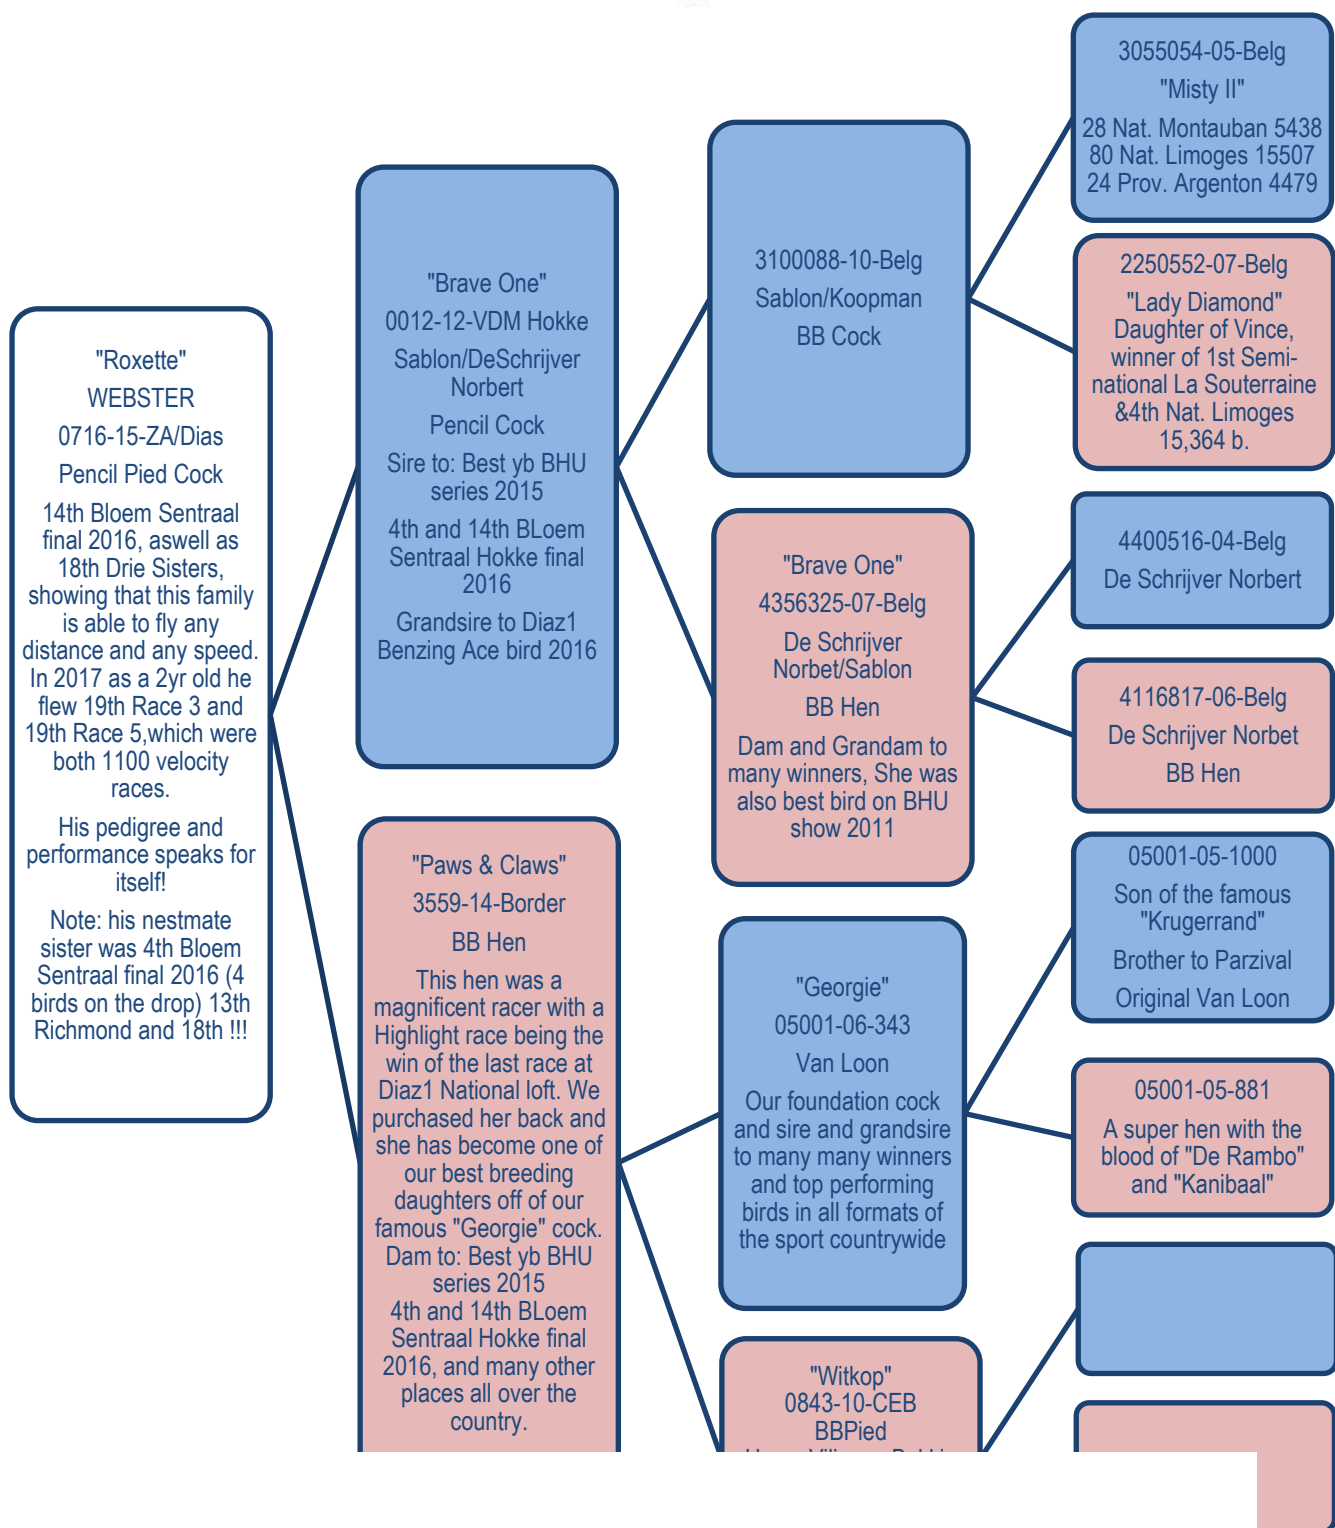 "Roxette"
WEBSTER
0716-15-ZA/Dias
Pencil Pied Cock
14th Bloem Sentraal
final 2016, aswell as
18th Drie Sisters,
showing that this family
is able to fly any
distance and any speed.
In 2017 as a 2yr old he
flew 19th Race 3 and
19th Race 5,which were
both 1100 velocity
races.
His pedigree and
performance speaks for
itself!
Note: his nestmate
sister was 4th Bloem
Sentraal final 2016 (4
birds on the drop) 13th
Richmond and 18th !!!
"Brave One"
0012-12-VDM Hokke
Sablon/DeSchrijver
Norbert
Pencil Cock
Sire to: Best yb BHU
series 2015
4th and 14th BLoem
Sentraal Hokke final
2016
Grandsire to Diaz1
Benzing Ace bird 2016
"Paws & Claws"
3559-14-Border
BB Hen
This hen was a
magnificent racer with a
Highlight race being the
win of the last race at
Diaz1 National loft. We
purchased her back and
she has become one of
our best breeding
daughters off of our
famous "Georgie" cock.
Dam to: Best yb BHU
series 2015
4th and 14th BLoem
Sentraal Hokke final
2016, and many other
places all over the
country.
3100088-10-Belg
Sablon/Koopman
BB Cock
"Brave One"
4356325-07-Belg
De Schrijver
Norbet/Sablon
BB Hen
Dam and Grandam to
many winners, She was
also best bird on BHU
show 2011
"Georgie"
05001-06-343
Van Loon
Our foundation cock
and sire and grandsire
to many many winners
and top performing
birds in all formats of
the sport countrywide
"Witkop"
0843-10-CEB
BBPied
3055054-05-Belg
"Misty II"
28 Nat. Montauban 5438
80 Nat. Limoges 15507
24 Prov. Argenton 4479
2250552-07-Belg
"Lady Diamond"
Daughter of Vince,
winner of 1st Semi-
national La Souterraine
&4th Nat. Limoges
15,364 b.
4400516-04-Belg
De Schrijver Norbert
4116817-06-Belg
De Schrijver Norbet
BB Hen
05001-05-1000
Son of the famous
"Krugerrand"
Brother to Parzival
Original Van Loon
05001-05-881
A super hen with the
blood of "De Rambo"
and "Kanibaal"